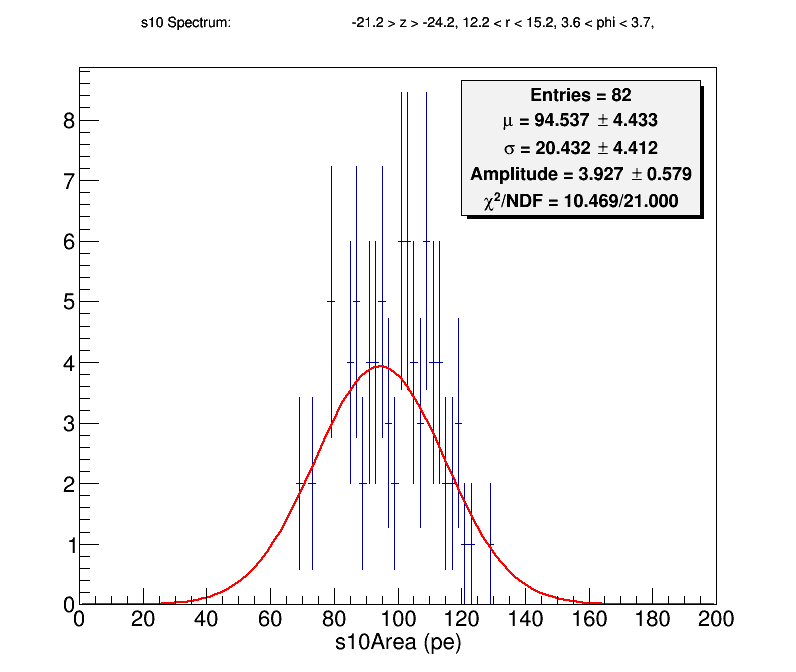 s10 Spectrum: -21.2 > z > -24.2, 12.2 < r < 15.2, 3.6 < phi < 3.7,
Entries = 82
μ = 94.537 ± 4.433
σ = 20.432 ± 4.412
Amplitude = 3.927 ± 0.579
χ²/NDF = 10.469/21.000
8
7
6
5
4
3
2
1
0
0 20 40 60 80 100 120 140 160 180 200
s10Area (pe)